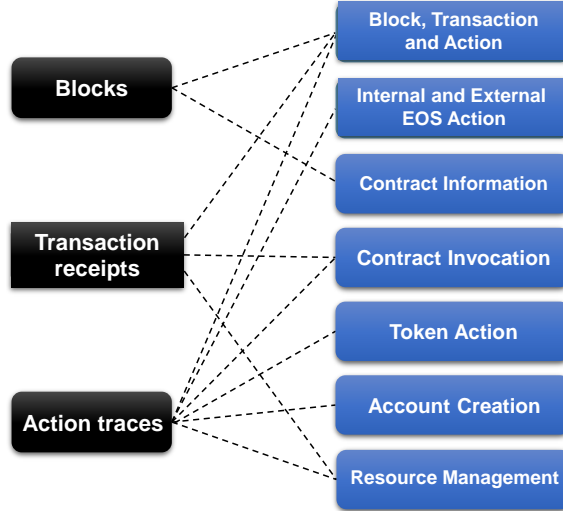 Blocks
Transaction
receipts
Action traces
Block, Transaction
and Action
Internal and External
EOS Action
Contract Information
Contract Invocation
Token Action
Account Creation
Resource Management